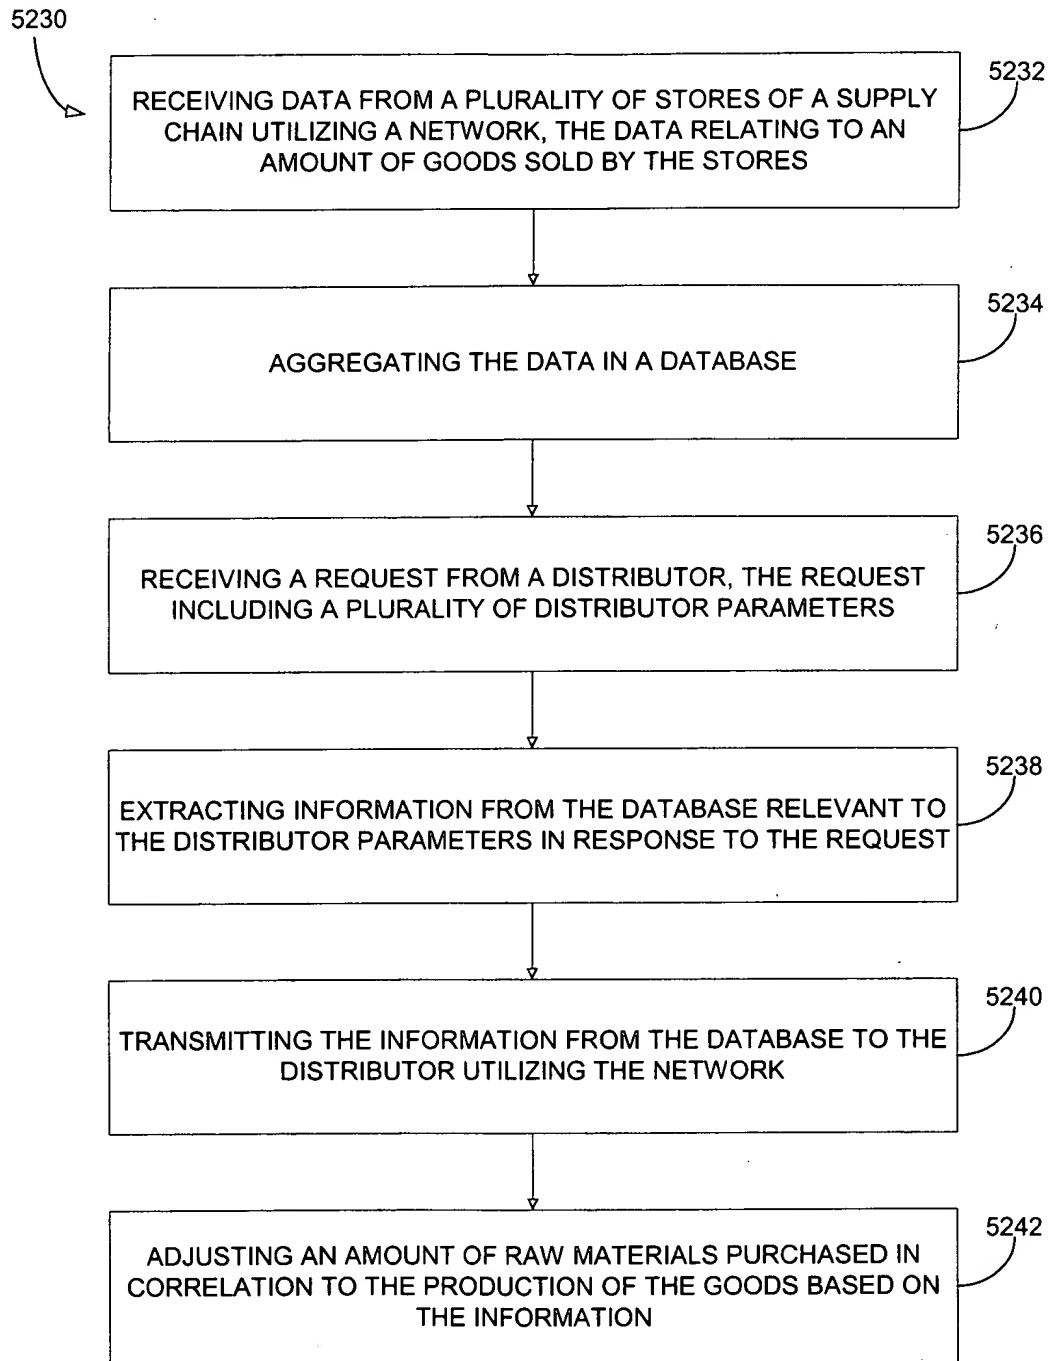 5230
5232
RECEIVING DATA FROM A PLURALITY OF STORES OF A SUPPLY
CHAIN UTILIZING A NETWORK, THE DATA RELATING TO AN
AMOUNT OF GOODS SOLD BY THE STORES
5234
AGGREGATING THE DATA IN A DATABASE
5236
RECEIVING A REQUEST FROM A DISTRIBUTOR, THE REQUEST
INCLUDING A PLURALITY OF DISTRIBUTOR PARAMETERS
5238
EXTRACTING INFORMATION FROM THE DATABASE RELEVANT TO
THE DISTRIBUTOR PARAMETERS IN RESPONSE TO THE REQUEST
5240
TRANSMITTING THE INFORMATION FROM THE DATABASE TO THE
DISTRIBUTOR UTILIZING THE NETWORK
5242
ADJUSTING AN AMOUNT OF RAW MATERIALS PURCHASED IN
CORRELATION TO THE PRODUCTION OF THE GOODS BASED ON
THE INFORMATION